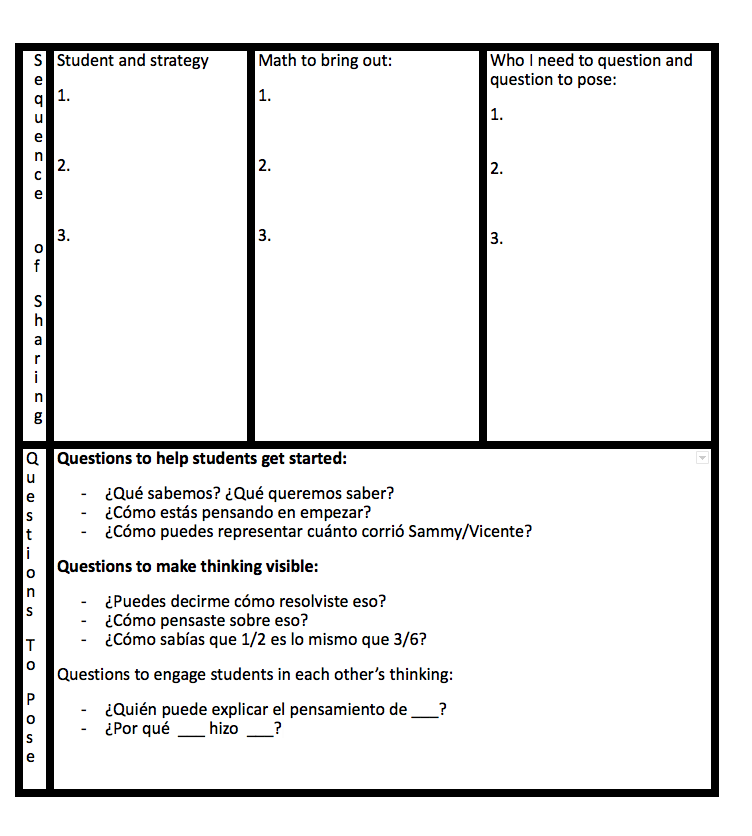 Sequence of Sharing
Student and strategy
1.
2.
3.
Math to bring out:
1.
2.
3.
Who I need to question and
question to pose:
1.
2.
3.
Questions To Pose
Questions to help students get started:
- ¿Qué sabemos? ¿Qué queremos saber?
- ¿Cómo estás pensando en empezar?
- ¿Cómo puedes representar cuánto corrió Sammy/Vicente?
Questions to make thinking visible:
- ¿Puedes decirme cómo resolviste eso?
- ¿Cómo pensaste sobre eso?
- ¿Cómo sabías que 1/2 es lo mismo que 3/6?
Questions to engage students in each other’s thinking:
- ¿Quién puede explicar el pensamiento de ___?
- ¿Por qué ___ hizo ___?